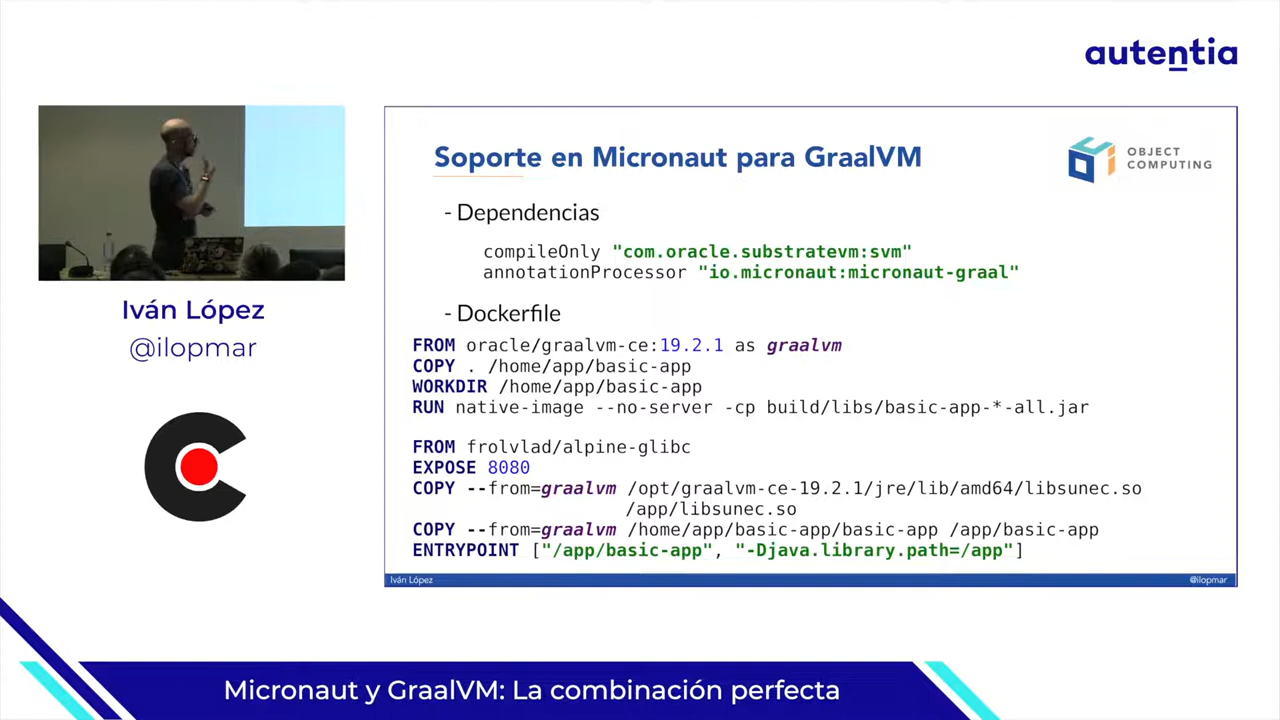 autentia
Soporte en Micronaut para GraalVM
OBJECT
COMPUTING
- Dependencias
compileOnly "com.oracle.substratevm:svm"
annotationProcessor "io.micronaut:micronaut-graal"
- Dockerfile
FROM oracle/graalvm-ce:19.2.1 as graalvm
COPY . /home/app/basic-app
WORKDIR /home/app/basic-app
RUN native-image --no-server -cp build/libs/basic-app-*-all.jar
FROM frolvlad/alpine-glibc
EXPOSE 8080
COPY --from=graalvm /opt/graalvm-ce-19.2.1/jre/lib/amd64/libsunec.so
/app/libsunec.so
COPY --from=graalvm /home/app/basic-app/basic-app /app/basic-app
ENTRYPOINT ["/app/basic-app", "-Djava.library.path=/app"]
Iván López
@ilopmar
Iván López
@ilopmar
Micronaut y GraalVM: La combinación perfecta